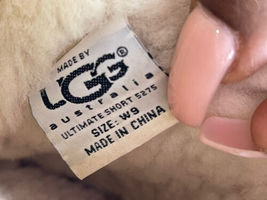 MADE BY
UGG®
australia
ULTIMATE SHORT 5275
SIZE: W9
MADE IN CHINA